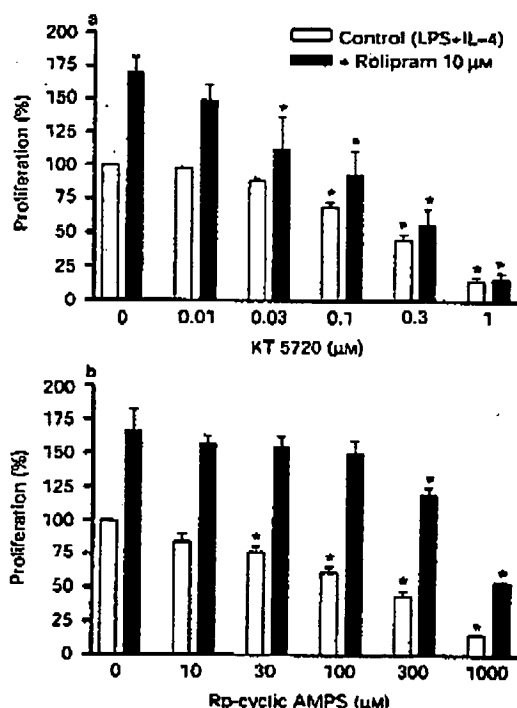 a
200
175
150
125
100
75
50
25
0
Proliferation (%)
Control (LPS+IL-4)
+ Rolipram 10 µM
* * * * * * *
0 0.01 0.03 0.1 0.3 1
KT 5720 (µM)
b
200
175
150
125
100
75
50
25
0
Proliferation (%)
* * * * * * *
0 10 30 100 300 1000
Rp-cyclic AMPS (µM)